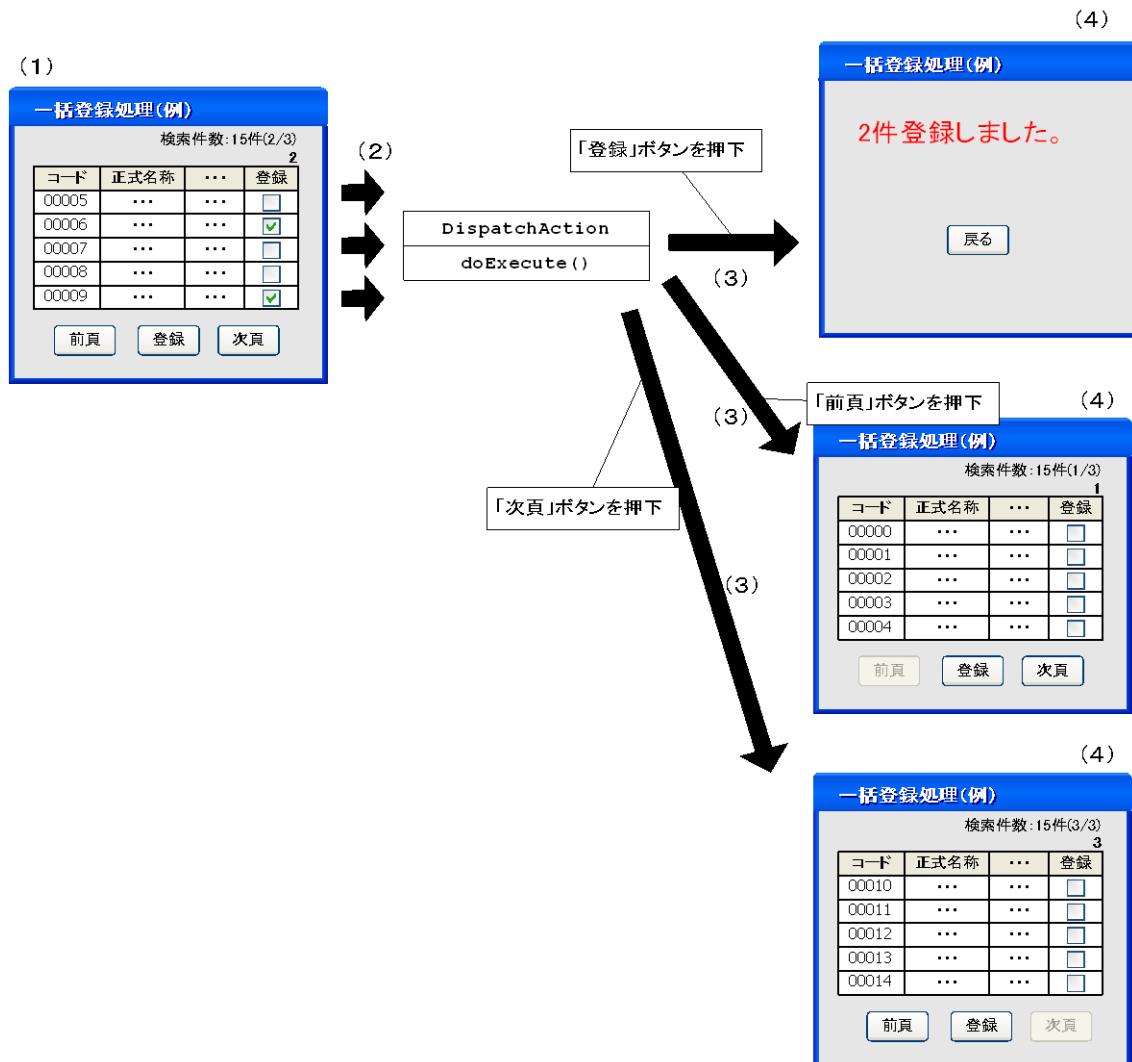 (1)
一括登録処理(例)
検索件数:15件(2/3)
2
コード 正式名称 ・・・ 登録
00005 ・・・ ・・・
00006 ・・・ ・・・
00007 ・・・ ・・・
00008 ・・・ ・・・
00009 ・・・ ・・・
前頁 登録 次頁
(2)
DispatchAction
doExecute()
「登録」ボタンを押下
(3)
(4)
一括登録処理(例)
2件登録しました。
戻る
「前頁」ボタンを押下
(3)
(4)
一括登録処理(例)
検索件数:15件(1/3)
1
コード 正式名称 ・・・ 登録
00000 ・・・ ・・・
00001 ・・・ ・・・
00002 ・・・ ・・・
00003 ・・・ ・・・
00004 ・・・ ・・・
前頁 登録 次頁
「次頁」ボタンを押下
(3)
(4)
一括登録処理(例)
検索件数:15件(3/3)
3
コード 正式名称 ・・・ 登録
00010 ・・・ ・・・
00011 ・・・ ・・・
00012 ・・・ ・・・
00013 ・・・ ・・・
00014 ・・・ ・・・
前頁 登録 次頁